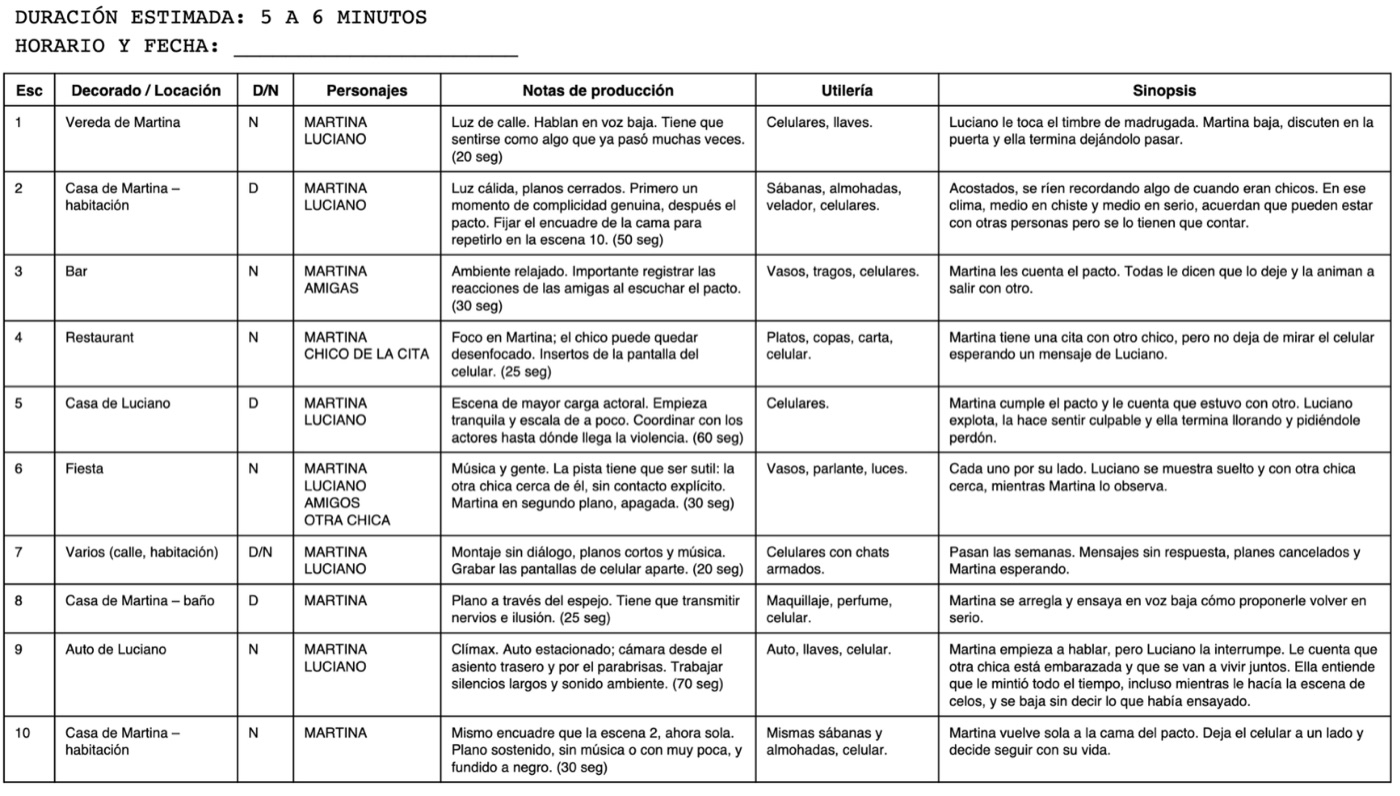 DURACIÓN ESTIMADA: 5 A 6 MINUTOS
HORARIO Y FECHA: ______________________
Esc Decorado / Locación D/N Personajes Notas de producción Utilería Sinopsis
1 Vereda de Martina N MARTINA Luz de calle. Hablan en voz baja. Tiene que Celulares, llaves. Luciano le toca el timbre de madrugada. Martina baja, discuten en la
LUCIANO sentirse como algo que ya pasó muchas veces. puerta y ella termina dejándolo pasar.
(20 seg)
2 Casa de Martina – D MARTINA Luz cálida, planos cerrados. Primero un Sábanas, almohadas, Acostados, se ríen recordando algo de cuando eran chicos. En ese
habitación LUCIANO momento de complicidad genuina, después el velador, celulares. clima, medio en chiste y medio en serio, acuerdan que pueden estar
pacto. Fijar el encuadre de la cama para con otras personas pero se lo tienen que contar.
repetirlo en la escena 10. (50 seg)
3 Bar N MARTINA Ambiente relajado. Importante registrar las Vasos, tragos, celulares. Martina les cuenta el pacto. Todas le dicen que lo deje y la animan a
AMIGAS reacciones de las amigas al escuchar el pacto. salir con otro.
(30 seg)
4 Restaurant N MARTINA Foco en Martina; el chico puede quedar Platos, copas, carta, Martina tiene una cita con otro chico, pero no deja de mirar el celular
CHICO DE LA CITA desenfocado. Insertos de la pantalla del celular. esperando un mensaje de Luciano.
celular. (25 seg)
5 Casa de Luciano D MARTINA Escena de mayor carga actoral. Empieza Celulares. Martina cumple el pacto y le cuenta que estuvo con otro. Luciano
LUCIANO tranquila y escala de a poco. Coordinar con los explota, la hace sentir culpable y ella termina llorando y pidiéndole
actores hasta dónde llega la violencia. (60 seg) perdón.
6 Fiesta N MARTINA Música y gente. La pista tiene que ser sutil: la Vasos, parlante, luces. Cada uno por su lado. Luciano se muestra suelto y con otra chica
LUCIANO otra chica cerca de él, sin contacto explícito. cerca, mientras Martina lo observa.
AMIGOS Martina en segundo plano, apagada. (30 seg)
OTRA CHICA
7 Varios (calle, habitación) D/N MARTINA Montaje sin diálogo, planos cortos y música. Celulares con chats Pasan las semanas. Mensajes sin respuesta, planes cancelados y
LUCIANO Grabar las pantallas de celular aparte. (20 seg) armados. Martina esperando.
8 Casa de Martina – baño D MARTINA Plano a través del espejo. Tiene que transmitir Maquillaje, perfume, Martina se arregla y ensaya en voz baja cómo proponerle volver en
nervios e ilusión. (25 seg) celular. serio.
9 Auto de Luciano N MARTINA Clímax. Auto estacionado; cámara desde el Auto, llaves, celular. Martina empieza a hablar, pero Luciano la interrumpe. Le cuenta que
LUCIANO asiento trasero y por el parabrisas. Trabajar otra chica está embarazada y que se van a vivir juntos. Ella entiende
silencios largos y sonido ambiente. (70 seg) que le mintió todo el tiempo, incluso mientras le hacía la escena de
celos, y se baja sin decir lo que había ensayado.
10 Casa de Martina – N MARTINA Mismo encuadre que la escena 2, ahora sola. Mismas sábanas y Martina vuelve sola a la cama del pacto. Deja el celular a un lado y
habitación Plano sostenido, sin música o con muy poca, y almohadas, celular. decide seguir con su vida.
fundido a negro. (30 seg)